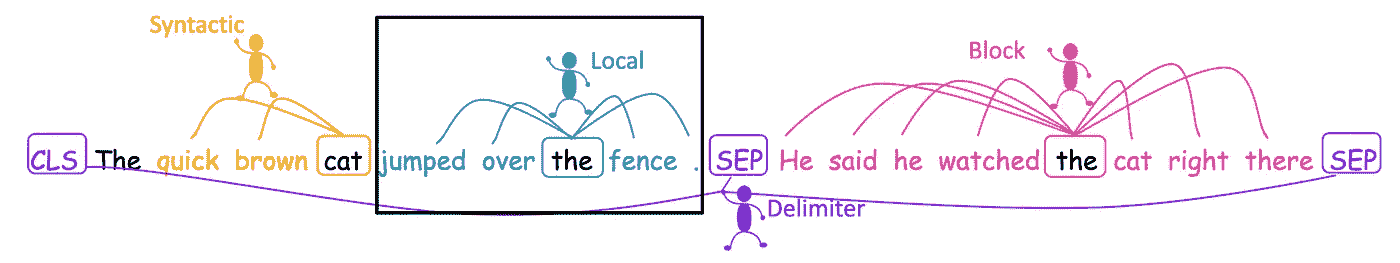 Syntactic
Local
Block
CLS The quick brown cat jumped over the fence . SEP He said he watched the cat right there SEP
Delimiter